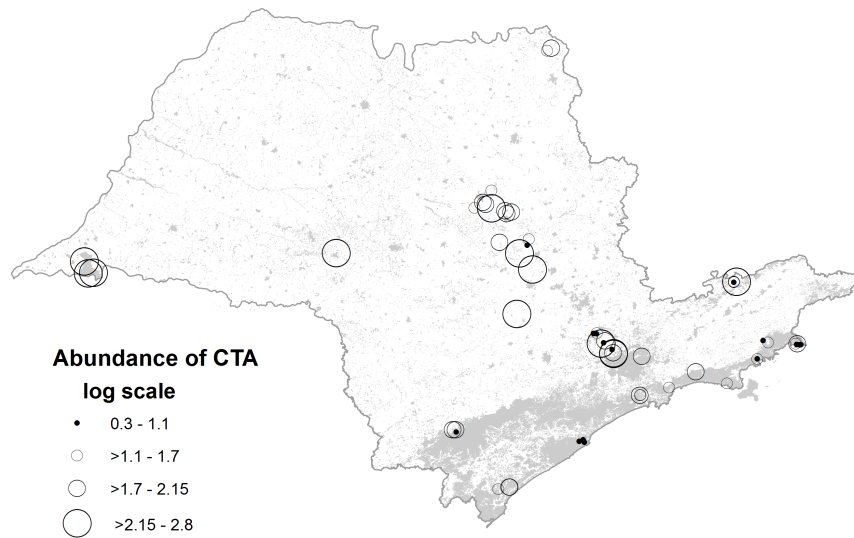 Abundance of CTA
log scale
0.3 - 1.1
>1.1 - 1.7
>1.7 - 2.15
>2.15 - 2.8